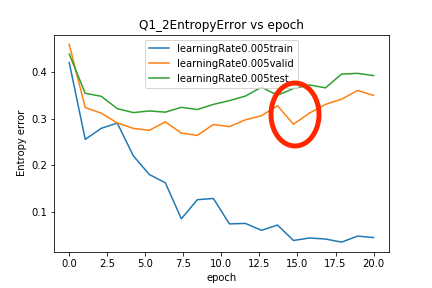 Q1_2EntropyError vs epoch
learningRate0.005train
learningRate0.005valid
learningRate0.005test
0.4
0.3
0.2
0.1
Entropy error
0.0 2.5 5.0 7.5 10.0 12.5 15.0 17.5 20.0
epoch